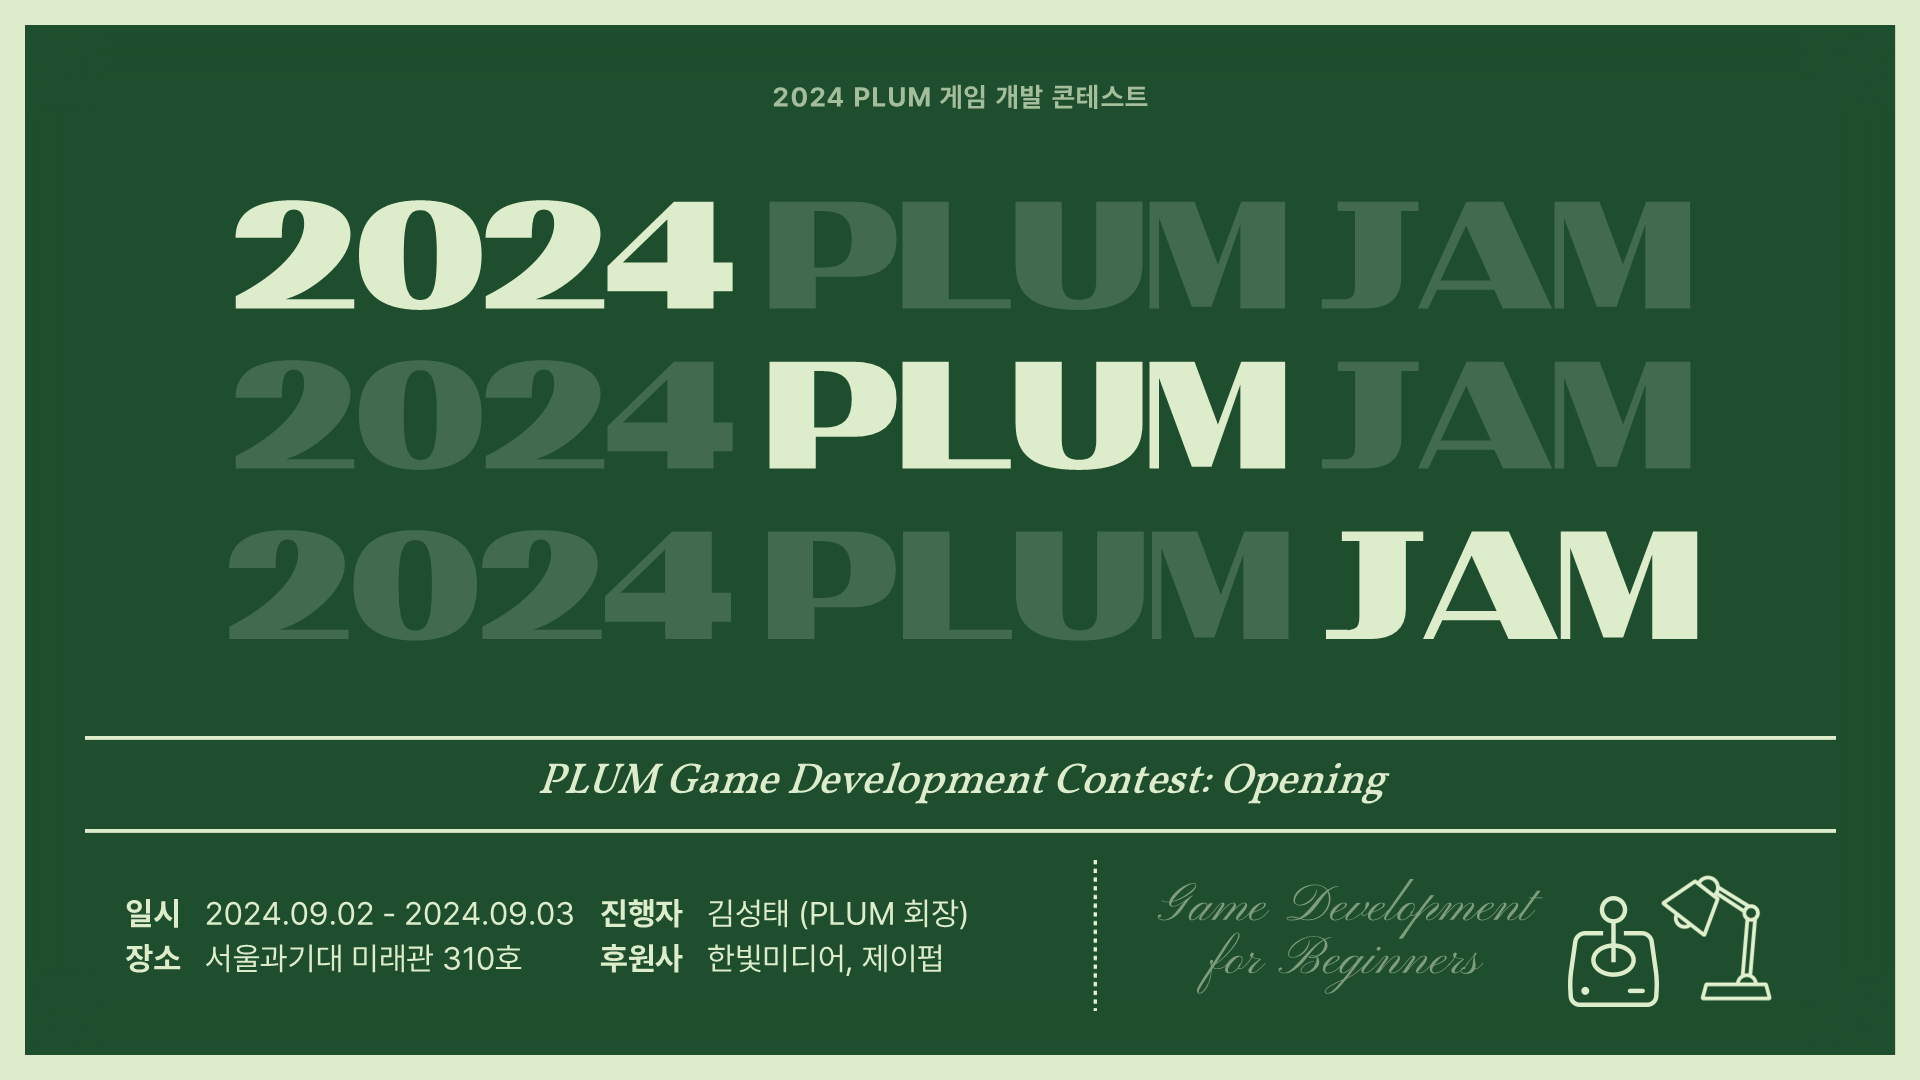 2024 PLUM 게임 개발 콘테스트
2024 PLUM JAM
2024 PLUM JAM
2024 PLUM JAM
PLUM Game Development Contest: Opening
일시 2024.09.02 - 2024.09.03 진행자 김성태 (PLUM 회장)
장소 서울과기대 미래관 310호 후원사 한빛미디어, 제이펍
Game Development
for Beginners